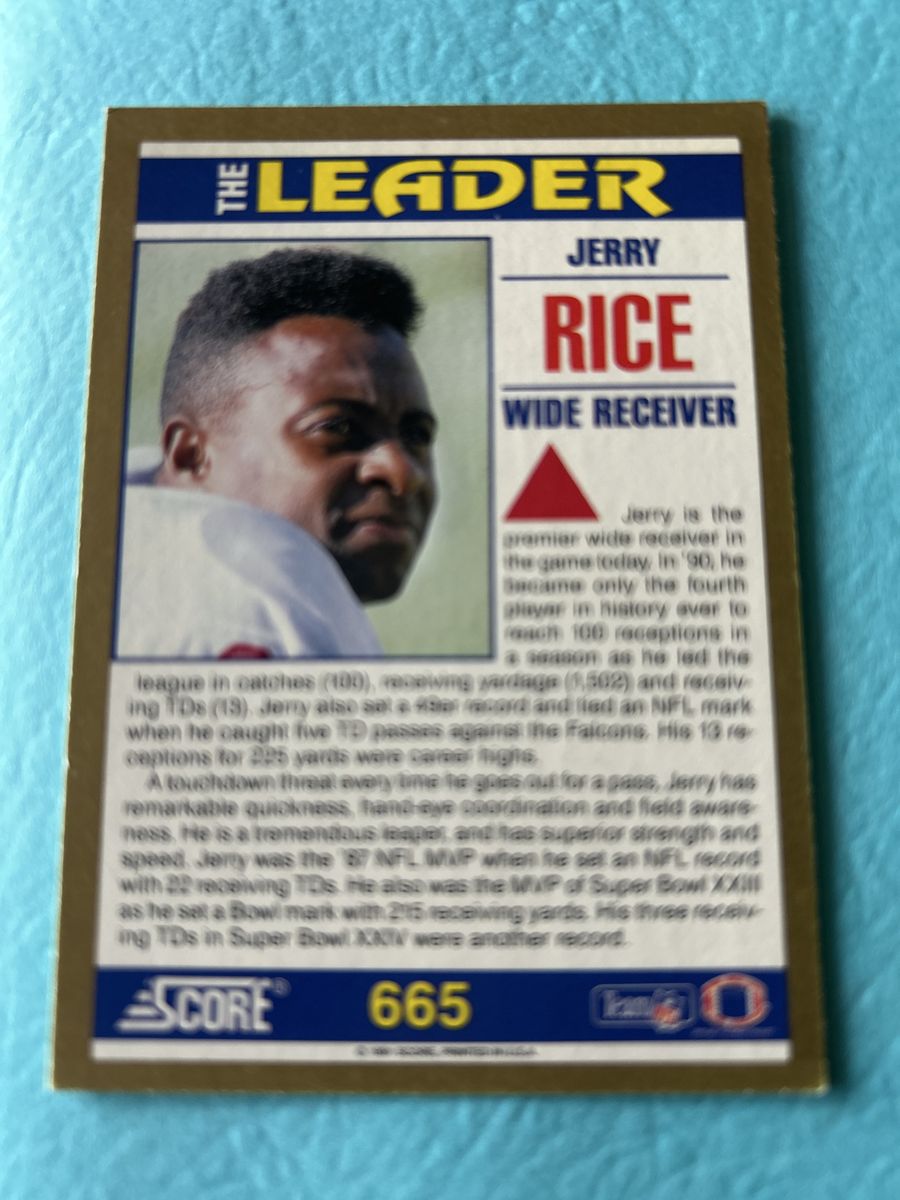 THE LEADER
JERRY
RICE
WIDE RECEIVER
Jerry is the
premier wide receiver in
the game today. In '90, he
became only the fourth
player in history ever to
reach 100 receptions in
a season as he led the
league in catches (100), receiving yardage (1,502) and receiv-
ing TDs (13). Jerry also set a 49er record and tied an NFL mark
when he caught five TD passes against the Falcons. His 13 re-
ceptions for 225 yards were career highs.
A touchdown threat every time he goes out for a pass, Jerry has
remarkable quickness, hand-eye coordination and field aware-
ness. He is a tremendous leaper, and has superior strength and
speed. Jerry was the '87 NFL MVP when he set an NFL record
with 22 receiving TDs. He also was the MVP of Super Bowl XXIII
as he set a Bowl mark with 215 receiving yards. His three receiv-
ing TDs in Super Bowl XXIV were another record.
SCORE® 665 Team NFL
© 1991 SCORE, PRINTED IN U.S.A.